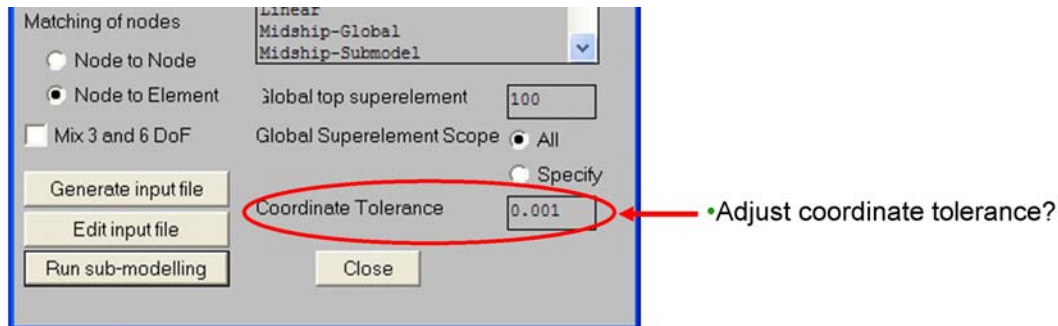 Linear
Matching of nodes
Midship-Global
Midship-Submodel
Node to Node
Node to Element
Global top superelement
100
Mix 3 and 6 DoF
Global Superelement Scope
All
Specify
Generate input file
Coordinate Tolerance
0.001
•Adjust coordinate tolerance?
Edit input file
Run sub-modelling
Close